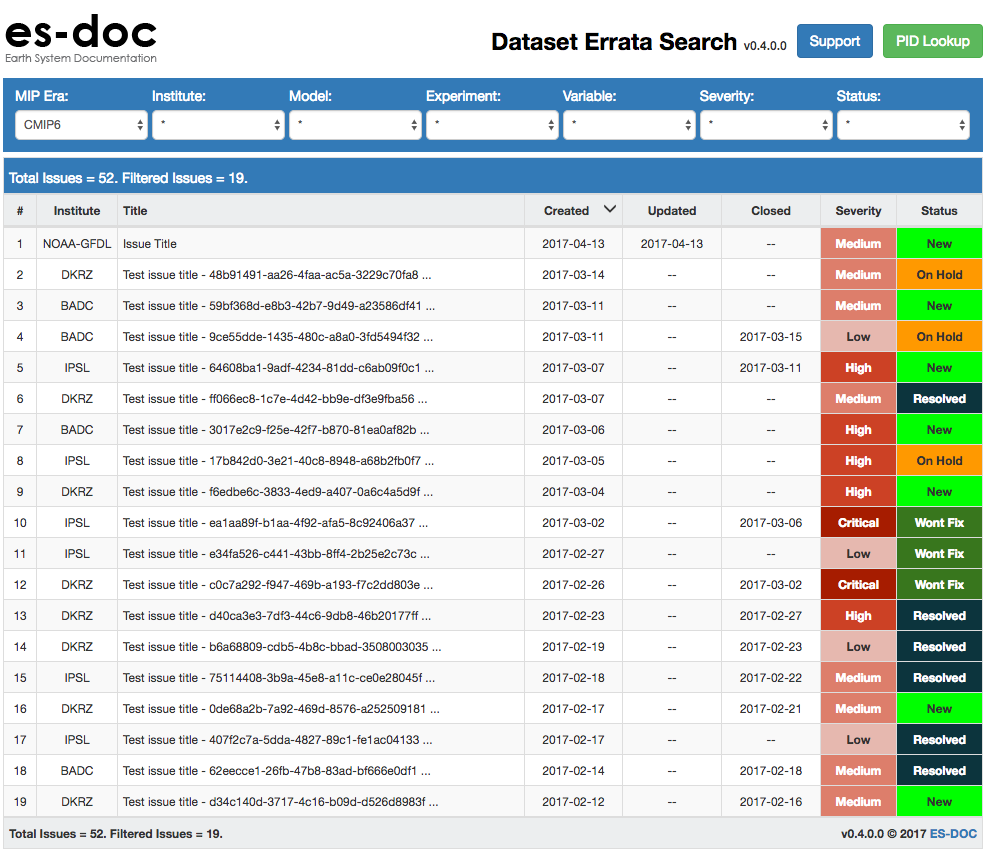 es-doc
Earth System Documentation
Dataset Errata Search v0.4.0.0 Support PID Lookup
MIP Era: Institute: Model: Experiment: Variable: Severity: Status:
CMIP6 * * * * * *
Total Issues = 52. Filtered Issues = 19.
# Institute Title Created Updated Closed Severity Status
1 NOAA-GFDL Issue Title 2017-04-13 2017-04-13 -- Medium New
2 DKRZ Test issue title - 48b91491-aa26-4faa-ac5a-3229c70fa8 ... 2017-03-14 -- -- Medium On Hold
3 BADC Test issue title - 59bf368d-e8b3-42b7-9d49-a23586df41 ... 2017-03-11 -- -- Medium New
4 BADC Test issue title - 9ce55dde-1435-480c-a8a0-3fd5494f32 ... 2017-03-11 -- 2017-03-15 Low On Hold
5 IPSL Test issue title - 64608ba1-9adf-4234-81dd-c6ab09f0c1 ... 2017-03-07 -- 2017-03-11 High New
6 DKRZ Test issue title - ff066ec8-1c7e-4d42-bb9e-df3e9fba56 ... 2017-03-07 -- -- Medium Resolved
7 BADC Test issue title - 3017e2c9-f25e-42f7-b870-81ea0af82b ... 2017-03-06 -- -- High New
8 IPSL Test issue title - 17b842d0-3e21-40c8-8948-a68b2fb0f7 ... 2017-03-05 -- -- High On Hold
9 DKRZ Test issue title - f6edbe6c-3833-4ed9-a407-0a6c4a5d9f ... 2017-03-04 -- -- High New
10 IPSL Test issue title - ea1aa89f-b1aa-4f92-afa5-8c92406a37 ... 2017-03-02 -- 2017-03-06 Critical Wont Fix
11 IPSL Test issue title - e34fa526-c441-43bb-8ff4-2b25e2c73c ... 2017-02-27 -- -- Low Wont Fix
12 DKRZ Test issue title - c0c7a292-f947-469b-a193-f7c2dd803e ... 2017-02-26 -- 2017-03-02 Critical Wont Fix
13 DKRZ Test issue title - d40ca3e3-7df3-44c6-9db8-46b20177ff ... 2017-02-23 -- 2017-02-27 High Resolved
14 DKRZ Test issue title - b6a68809-cdb5-4b8c-bbad-3508003035 ... 2017-02-19 -- 2017-02-23 Low Resolved
15 IPSL Test issue title - 75114408-3b9a-45e8-a11c-ce0e28045f ... 2017-02-18 -- 2017-02-22 Medium Resolved
16 DKRZ Test issue title - 0de68a2b-7a92-469d-8576-a252509181 ... 2017-02-17 -- 2017-02-21 Medium New
17 IPSL Test issue title - 407f2c7a-5dda-4827-89c1-fe1ac04133 ... 2017-02-17 -- -- Low Resolved
18 BADC Test issue title - 62eecce1-26fb-47b8-83ad-bf666e0df1 ... 2017-02-14 -- 2017-02-18 Medium Resolved
19 DKRZ Test issue title - d34c140d-3717-4c16-b09d-d526d8983f ... 2017-02-12 -- 2017-02-16 Medium New
Total Issues = 52. Filtered Issues = 19. v0.4.0.0 © 2017 ES-DOC